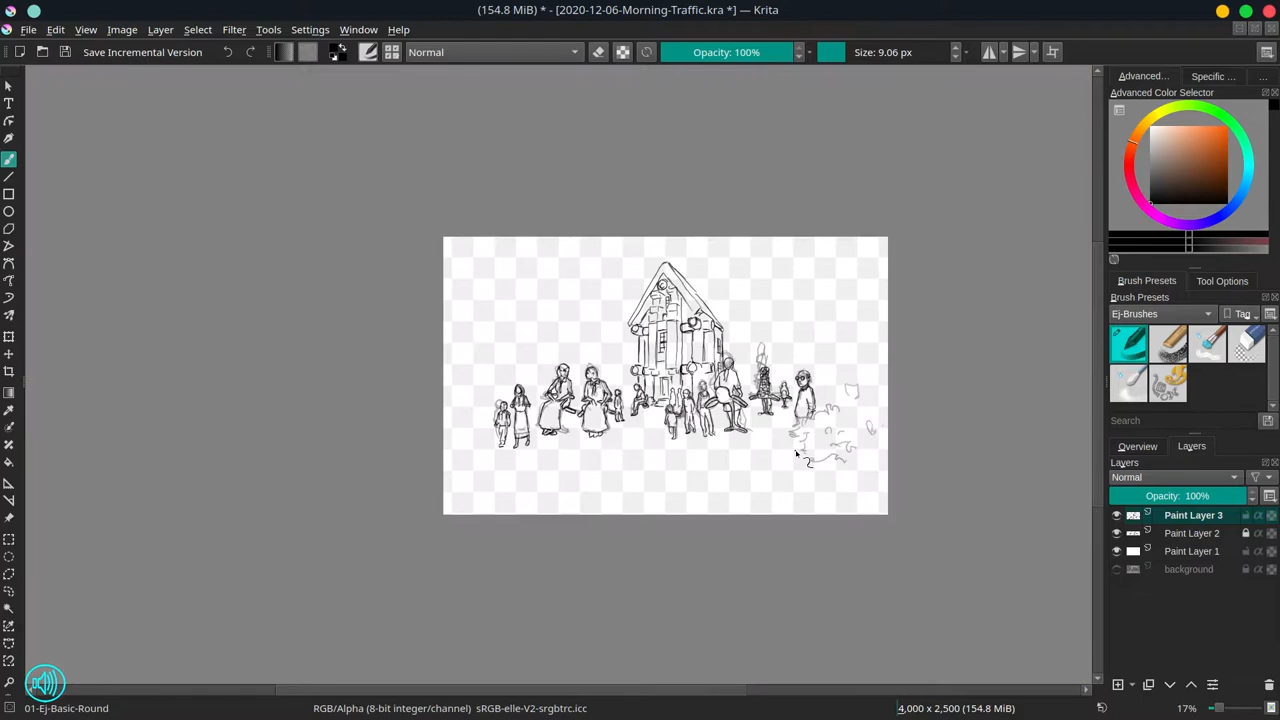 (154.8 MiB) * - [2020-12-06-Morning-Traffic.kra *] — Krita
File Edit View Image Layer Select Filter Tools Settings Window Help
Save Incremental Version Normal Opacity: 100% Size: 9.06 px
Advanced... Specific ... ...
Advanced Color Selector
Brush Presets Tool Options
Brush Presets
Ej-Brushes Tag
Search
Overview Layers
Layers
Normal
Opacity: 100%
Paint Layer 3
Paint Layer 2
Paint Layer 1
background
01-Ej-Basic-Round RGB/Alpha (8-bit integer/channel) sRGB-elle-V2-srgbtrc.icc 4,000 x 2,500 (154.8 MiB) 17%